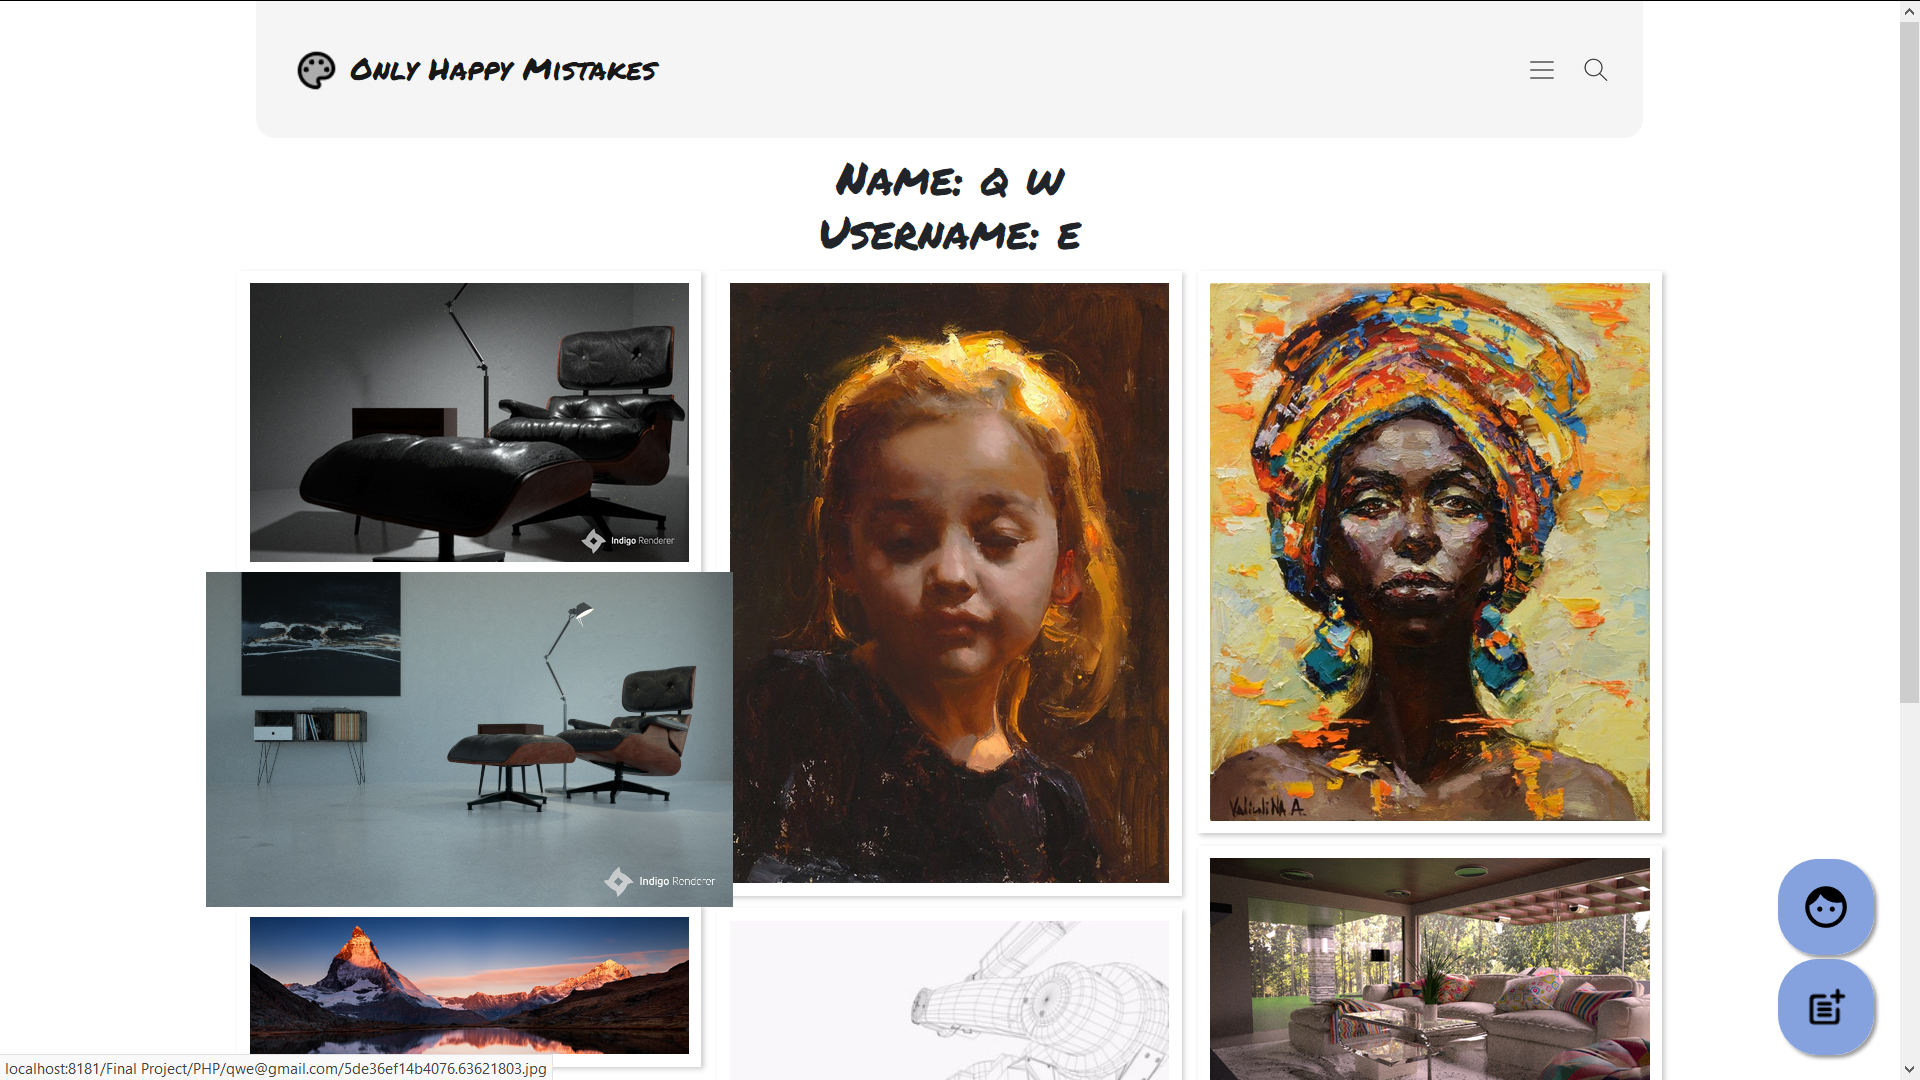 Only Happy Mistakes
Name: q w
Username: e
Indigo Renderer
Indigo Renderer
Valiulina A.
localhost:8181/Final Project/PHP/qwe@gmail.com/5de36ef14b4076.63621803.jpg